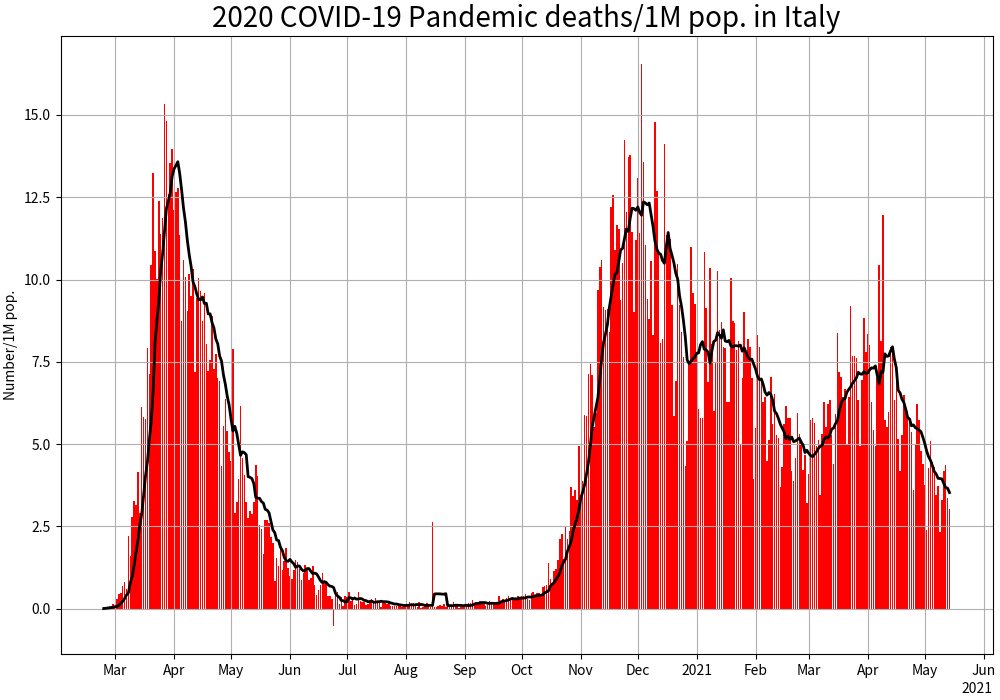 2020 COVID-19 Pandemic deaths/1M pop. in Italy
Number/1M pop.
15.0
12.5
10.0
7.5
5.0
2.5
0.0
Mar Apr May Jun Jul Aug Sep Oct Nov Dec 2021 Feb Mar Apr May Jun
2021